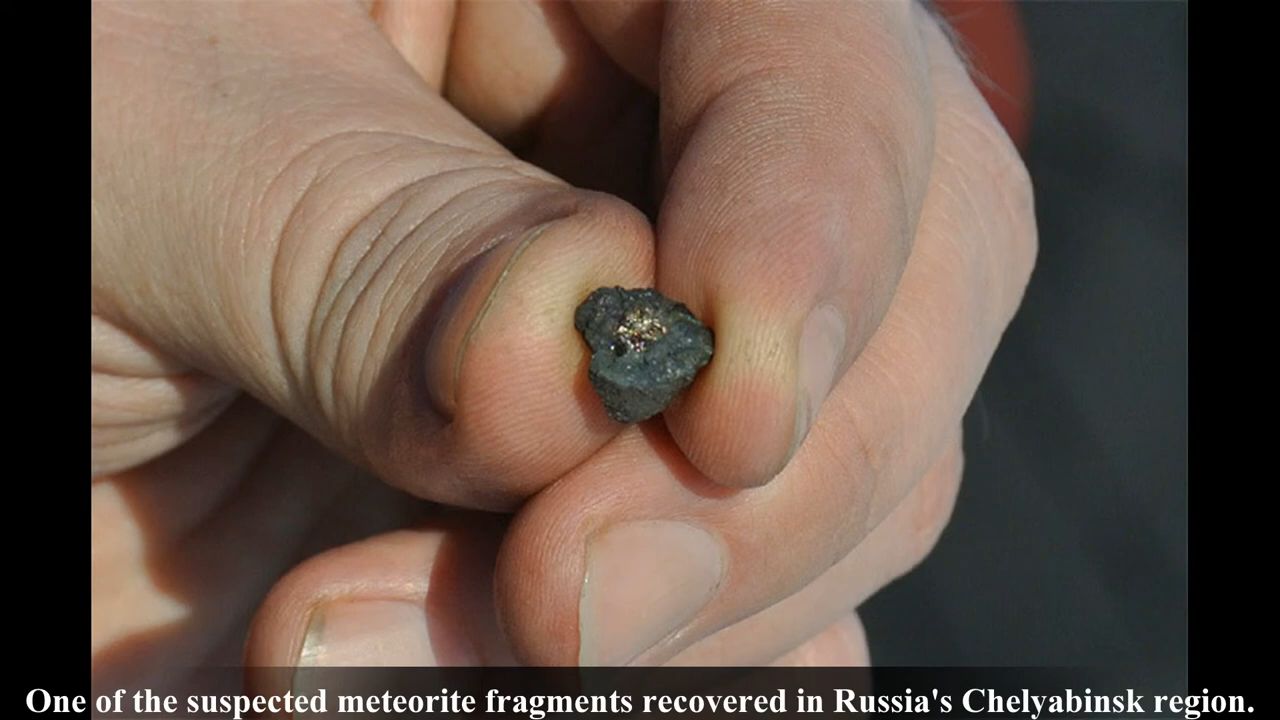 One of the suspected meteorite fragments recovered in Russia's Chelyabinsk region.